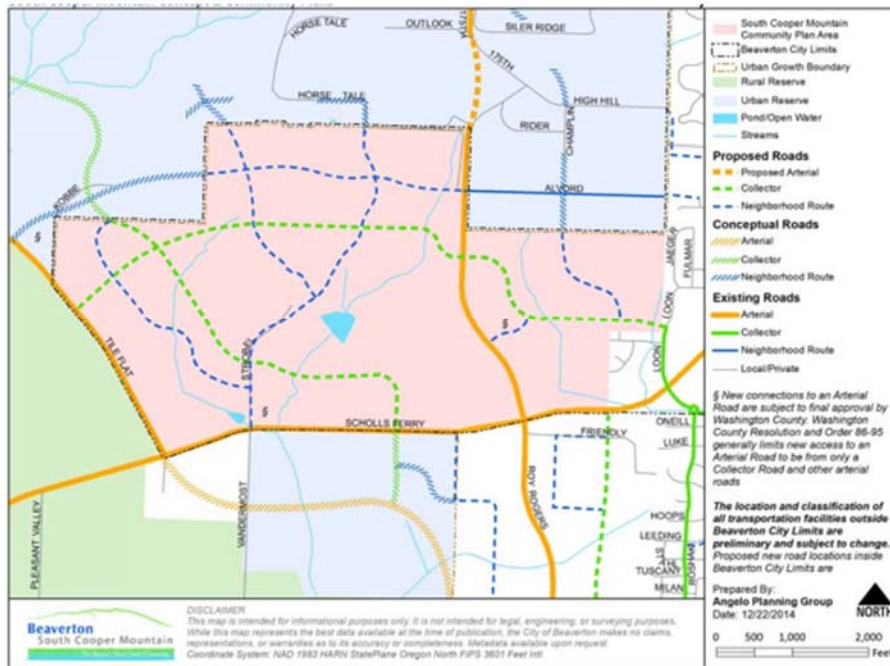 HORSE TALE
OUTLOOK
175TH
SILER RIDGE
175TH
HORSE TALE
HIGH HILL
RIDER
CHAMPLIN
KOBBE
ALVORD
§
JAEGER
FULMAR
LOON
LOON
§
TILE FLAT
STROBEL
§
SCHOLLS FERRY
FRIENDLY
ONEILL
LUKE
ROY ROGERS
VANDERMOST
PLEASANT VALLEY
HOOPS
LEEDING
TUSCANY
MILAN
ROSHAK
South Cooper Mountain
Community Plan Area
Beaverton City Limits
Urban Growth Boundary
Rural Reserve
Urban Reserve
Pond/Open Water
Streams
Proposed Roads
Proposed Arterial
Collector
Neighborhood Route
Conceptual Roads
Arterial
Collector
Neighborhood Route
Existing Roads
Arterial
Collector
Neighborhood Route
Local/Private
§ New connections to an Arterial
Road are subject to final approval by
Washington County. Washington
County Resolution and Order 86-95
generally limits new access to an
Arterial Road to be from only a
Collector Road and other arterial
roads
The location and classification of
all transportation facilities outside
Beaverton City Limits are
preliminary and subject to change.
Proposed new road locations inside
Beaverton City Limits are
Prepared By:
Angelo Planning Group
Date: 12/22/2014
NORTH
0 500 1,000 2,000
Feet
Beaverton
South Cooper Mountain
DISCLAIMER
This map is intended for informational purposes only. It is not intended for legal, engineering, or surveying purposes.
While this map represents the best data available at the time of publication, the City of Beaverton makes no claims,
representations, or warranties as to its accuracy or completeness. Metadata available upon request.
Coordinate System: NAD 1983 HARN StatePlane Oregon North FIPS 3601 Feet Intl